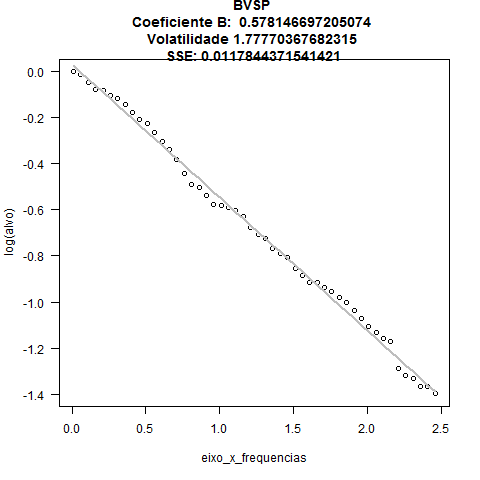 BVSP
Coeficiente B: 0.578146697205074
Volatilidade 1.77770367682315
SSE: 0.0117844371541421
0.0
-0.2
-0.4
-0.6
-0.8
-1.0
-1.2
-1.4
log(alvo)
0.0 0.5 1.0 1.5 2.0 2.5
eixo_x_frequencias